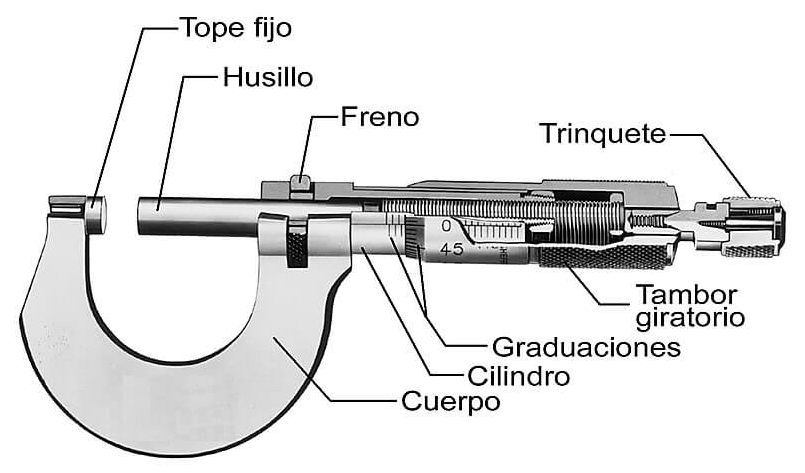 Tope fijo
Husillo
Freno
Trinquete
0
45
Tambor
giratorio
Graduaciones
Cilindro
Cuerpo